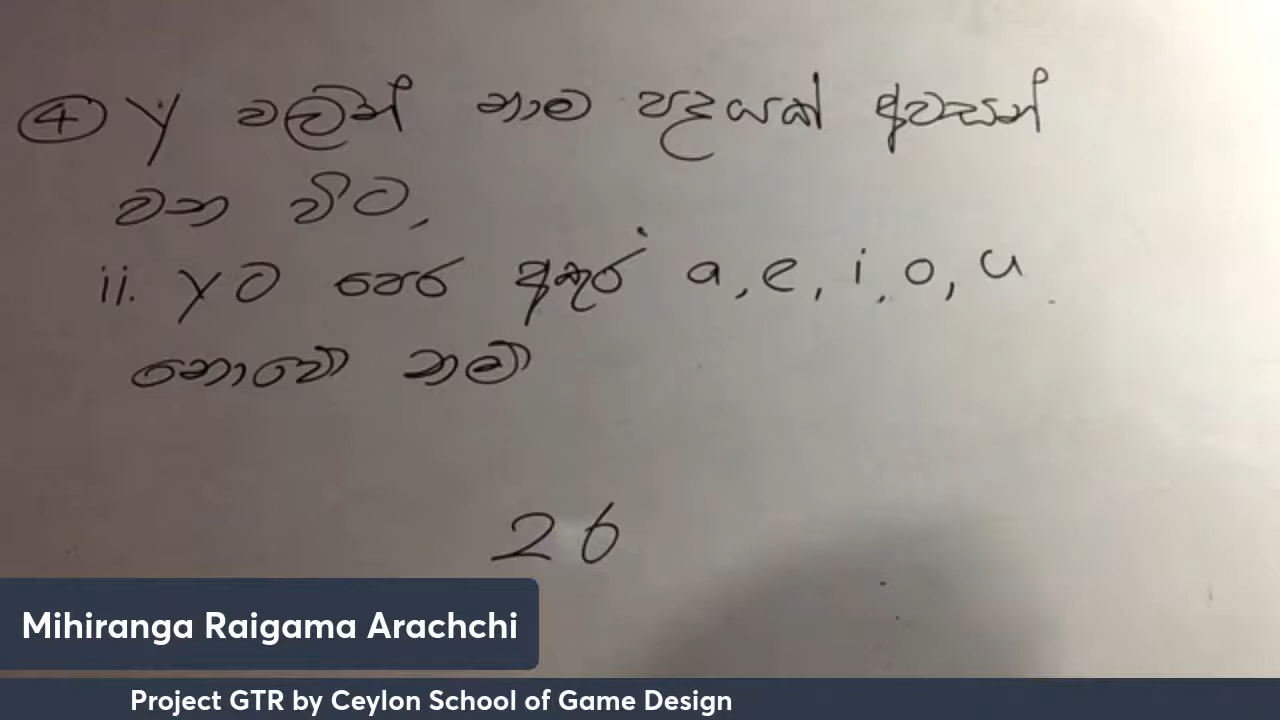 ④ y වලින් නාම පදයක් අවසන්
වන විට,
ii. y ට පෙර අකුර a, e, i, o, u
නොවේ නම්
26
Mihiranga Raigama Arachchi
Project GTR by Ceylon School of Game Design